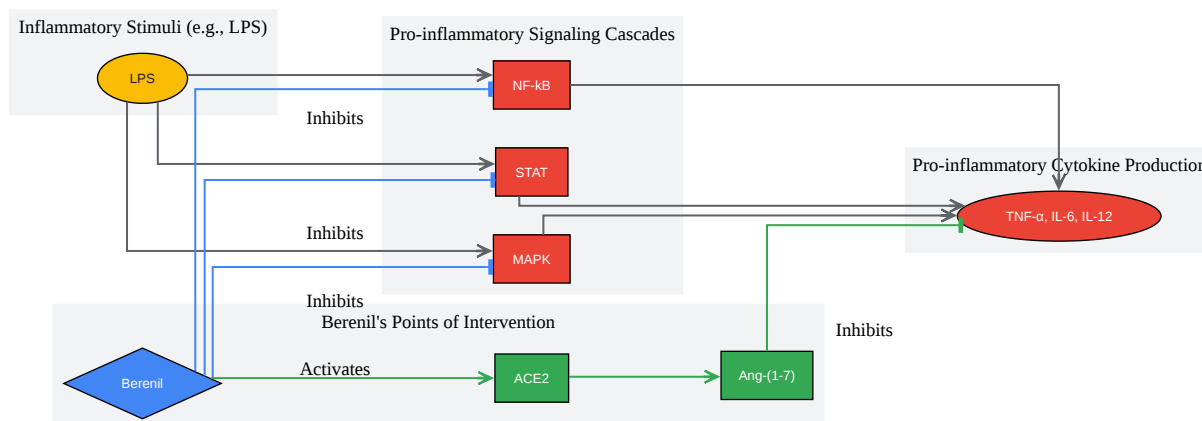 Inflammatory Stimuli (e.g., LPS)
LPS
Pro-inflammatory Signaling Cascades
NF-kB
Inhibits
STAT
Inhibits
MAPK
Inhibits
Pro-inflammatory Cytokine Production
TNF-α, IL-6, IL-12
Berenil's Points of Intervention
Inhibits
Berenil
Activates
ACE2
Ang-(1-7)